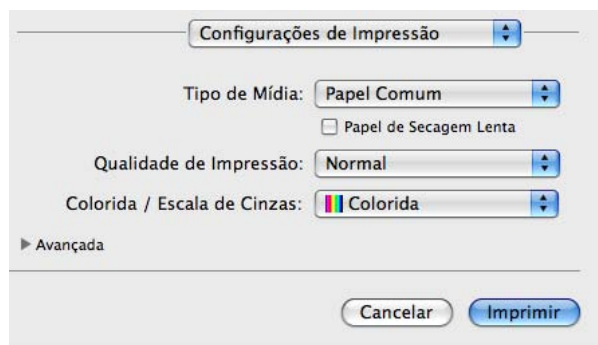 Configurações de Impressão
Tipo de Mídia: Papel Comum
Papel de Secagem Lenta
Qualidade de Impressão: Normal
Colorida / Escala de Cinzas: Colorida
Avançada
Cancelar Imprimir